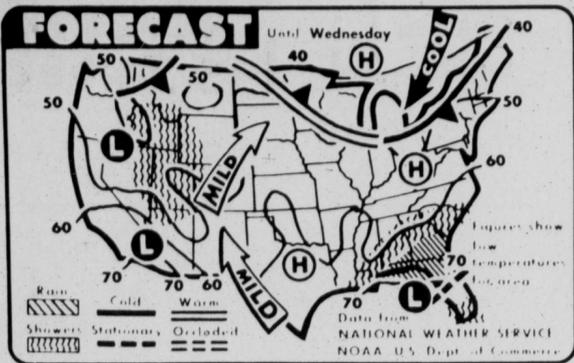 FORECAST Until Wednesday
40
H
COOL
40
50
50
40
50
50
L
MILD
H
60
60
L
Figures show
low
temperatures
for area
70
70
60
MILD
H
70
70
L
Rain
Cold
Warm
Showers
Stationary
Occluded
Data from
NATIONAL WEATHER SERVICE
NOAA U.S. Dept of Commerce